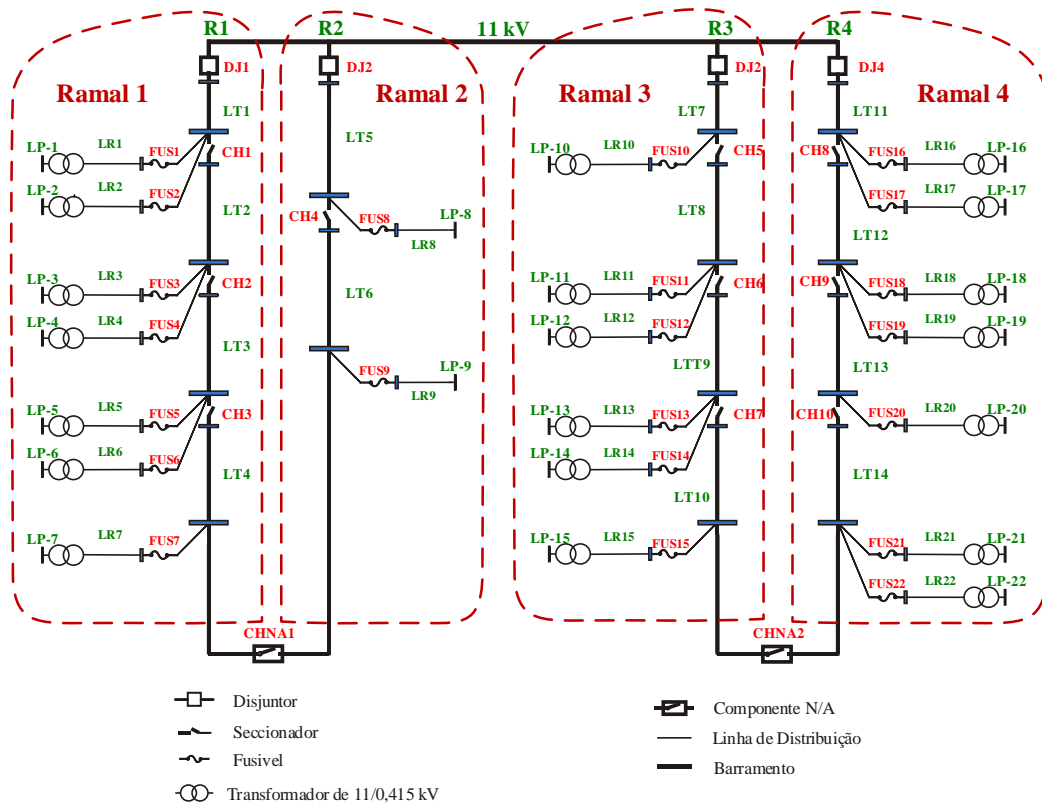 R1 R2 11 kV R3 R4
DJ1 DJ2 DJ2 DJ4
Ramal 1 Ramal 2 Ramal 3 Ramal 4
LT1 LT7 LT11
LP-1 LR1 FUS1 CH1
LP-2 LR2 FUS2
LT2
LP-3 LR3 FUS3 CH2
LP-4 LR4 FUS4
LT3
LP-5 LR5 FUS5 CH3
LP-6 LR6 FUS6
LT4
LP-7 LR7 FUS7
LT5
CH4 FUS8 LR8 LP-8
LT6
FUS9 LR9 LP-9
LP-10 LR10 FUS10 CH5
LT8
LP-11 LR11 FUS11 CH6
LP-12 LR12 FUS12
LTT9
LP-13 LR13 FUS13 CH7
LP-14 LR14 FUS14
LT10
LP-15 LR15 FUS15
CH8 FUS16 LR16 LP-16
FUS17 LR17 LP-17
LT12
CH9 FUS18 LR18 LP-18
FUS19 LR19 LP-19
LT13
CH10 FUS20 LR20 LP-20
LT14
FUS21 LR21 LP-21
FUS22 LR22 LP-22
CHNA1 CHNA2
Disjuntor
Seccionador
Fusivel
Transformador de 11/0,415 kV
Componente N/A
Linha de Distribuição
Barramento